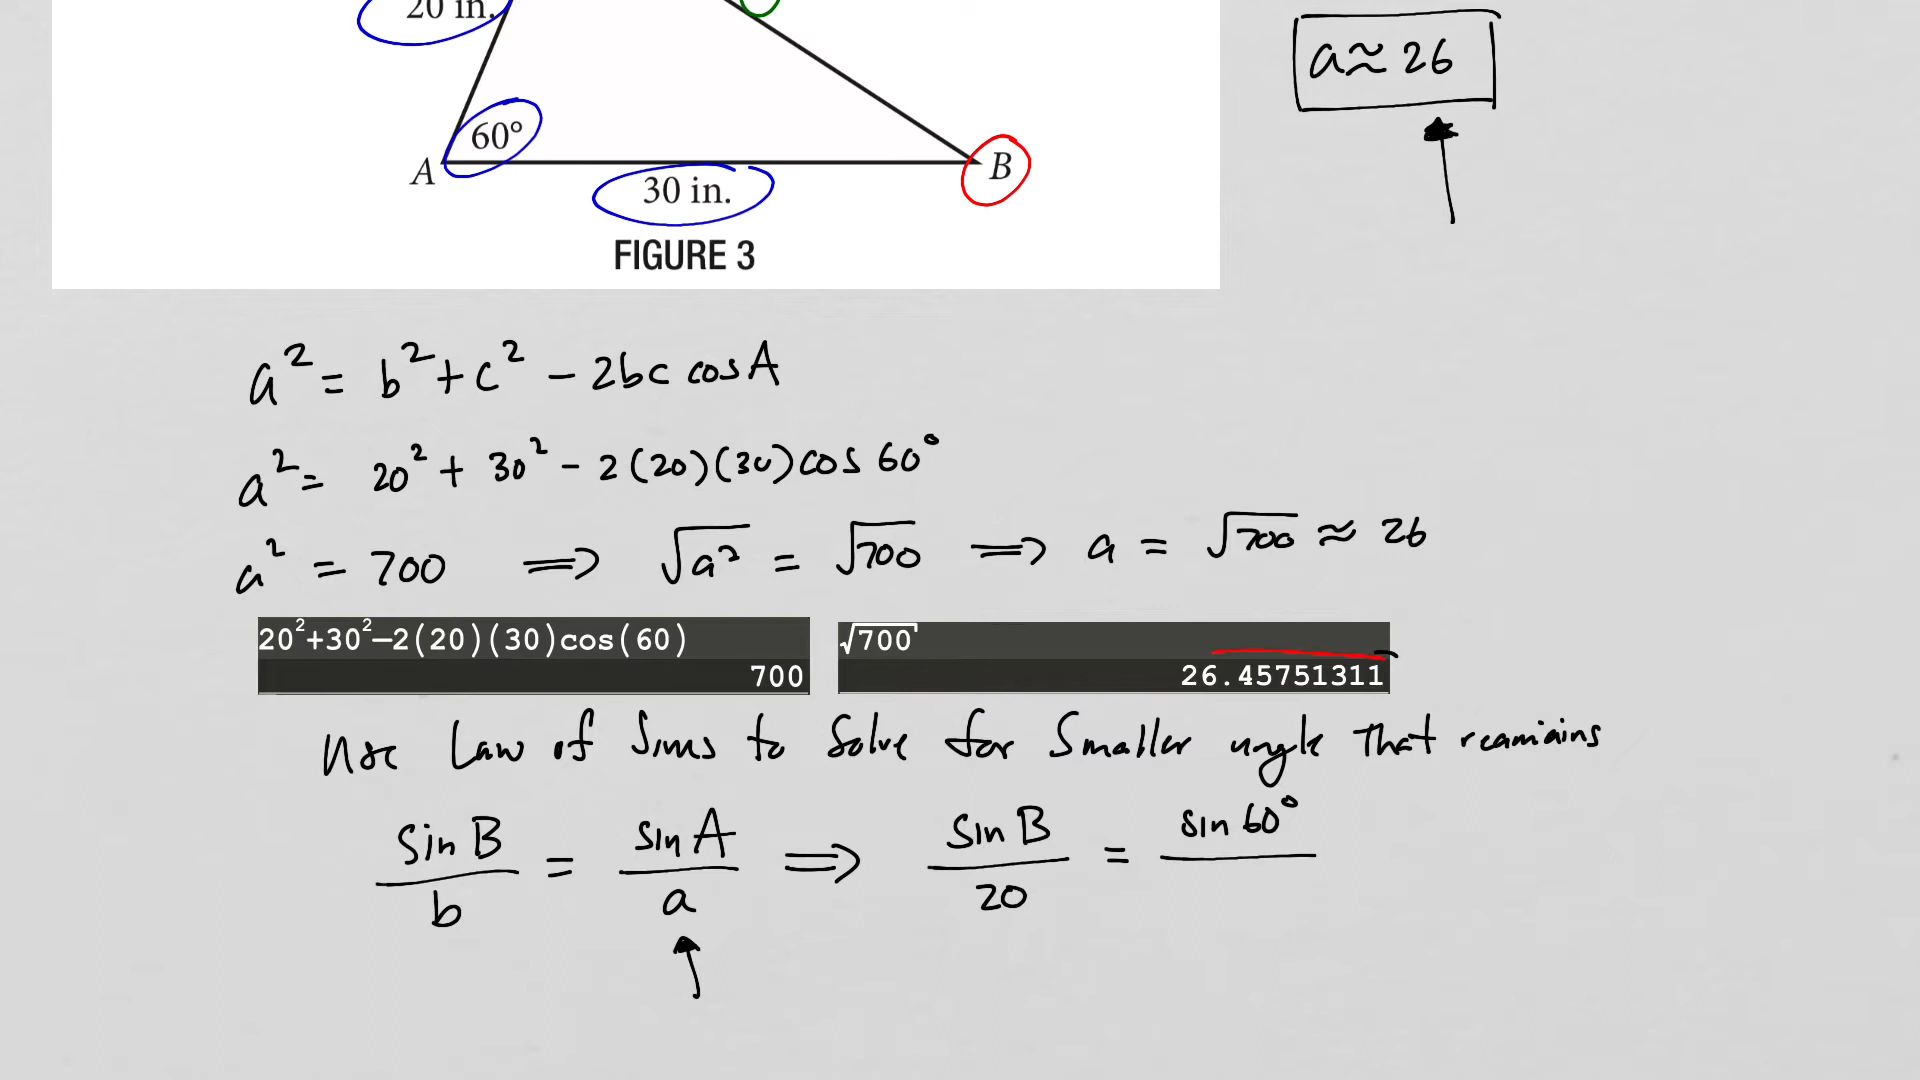 20 in.
a ≈ 26
60°
A
B
30 in.
FIGURE 3
a² = b² + c² - 2bc cos A
a² = 20² + 30² - 2(20)(30) cos 60°
a² = 700 ⟹ √a² = √700 ⟹ a = √700 ≈ 26
20²+30²-2(20)(30)cos(60)
700
√700
26.45751311
Use Law of Sines to Solve for Smaller angle that reamiains
sin B / b = sin A / a ⟹ sin B / 20 = sin 60° /